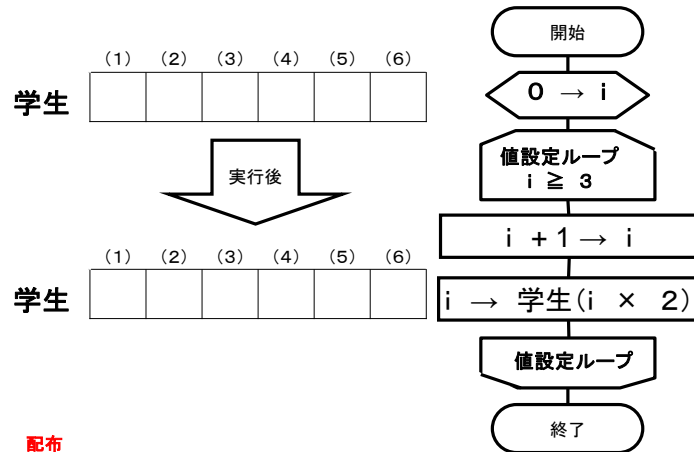 (1) (2) (3) (4) (5) (6)
学生
実行後
(1) (2) (3) (4) (5) (6)
学生
配布
開始
0 → i
値設定ループ
i ≧ 3
i + 1 → i
i → 学生(i × 2)
値設定ループ
終了